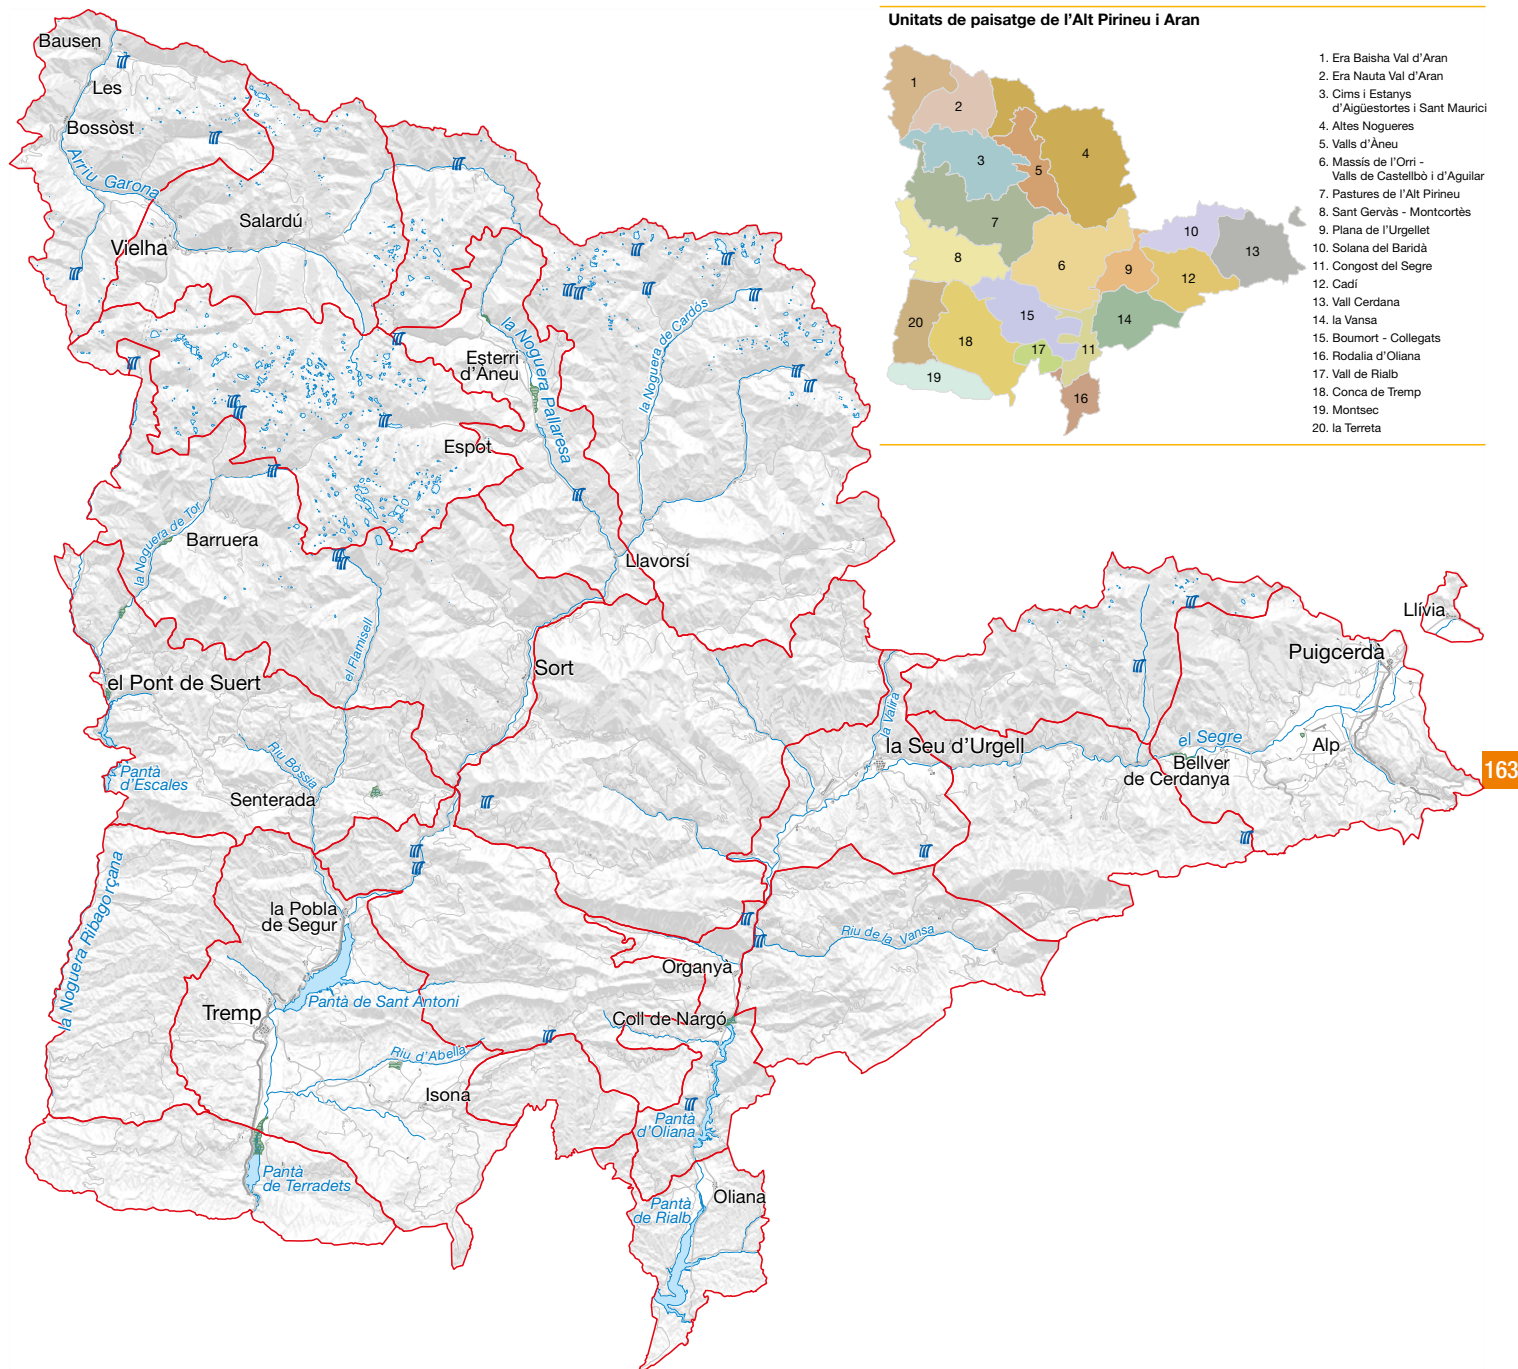 Unitats de paisatge de l'Alt Pirineu i Aran
1
2
3
4
5
6
7
8
9
10
11
12
13
14
15
16
17
18
19
20
1. Era Baisha Val d'Aran
2. Era Nauta Val d'Aran
3. Cims i Estanys
d'Aigüestortes i Sant Maurici
4. Altes Nogueres
5. Valls d'Àneu
6. Massís de l'Orri -
Valls de Castellbò i d'Aguilar
7. Pastures de l'Alt Pirineu
8. Sant Gervàs - Montcortès
9. Plana de l'Urgellet
10. Solana del Baridà
11. Congost del Segre
12. Cadí
13. Vall Cerdana
14. la Vansa
15. Boumort - Collegats
16. Rodalia d'Oliana
17. Vall de Rialb
18. Conca de Tremp
19. Montsec
20. la Terreta
Bausen
Les
Bossòst
Arriu Garona
Salardú
Vielha
la Noguera Pallaresa
la Noguera de Cardós
Esterri
d'Àneu
Espot
la Noguera de Tor
Barruera
Llavorsí
el Flamisell
Sort
el Pont de Suert
Riu Bòssia
Pantà
d'Escales
Senterada
la Valira
la Seu d'Urgell
Llívia
Puigcerdà
el Segre
Alp
Bellver
de Cerdanya
163
la Noguera Ribagorçana
la Pobla
de Segur
Riu de la Vansa
Organyà
Pantà de Sant Antoni
Tremp
Coll de Nargó
Riu d'Abella
Isona
Pantà
d'Oliana
Pantà
de Terradets
Pantà
de Rialb
Oliana